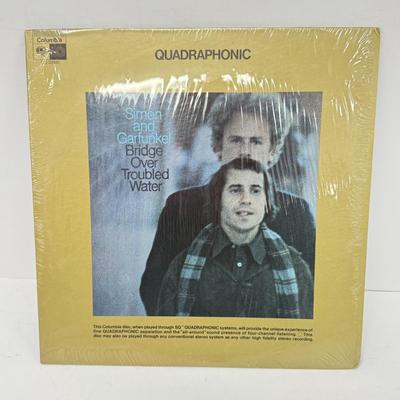 Columbia
QUADRAPHONIC
Simon
and
Garfunkel
Bridge
Over
Troubled
Water
This Columbia disc, when played through SQ™ QUADRAPHONIC systems, will provide the unique experience of
fine QUADRAPHONIC separation and the "all-around" sound presence of four-channel listening. This
disc may also be played through any conventional stereo system as any other high fidelity stereo recording.